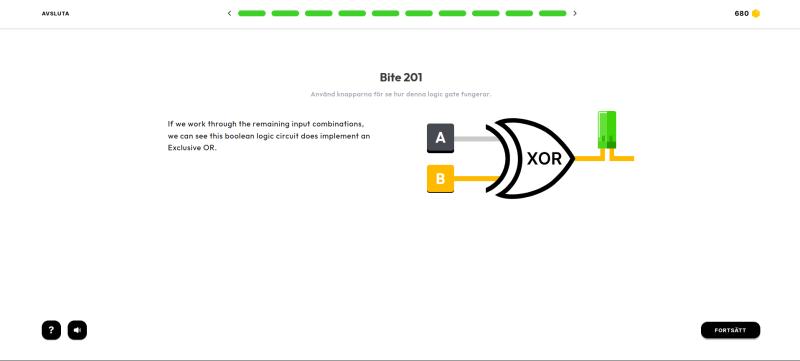 AVSLUTA
680
Bite 201
Använd knapparna för se hur denna logic gate fungerar.
If we work through the remaining input combinations,
we can see this boolean logic circuit does implement an
Exclusive OR.
A
XOR
B
?
FORTSÄTT